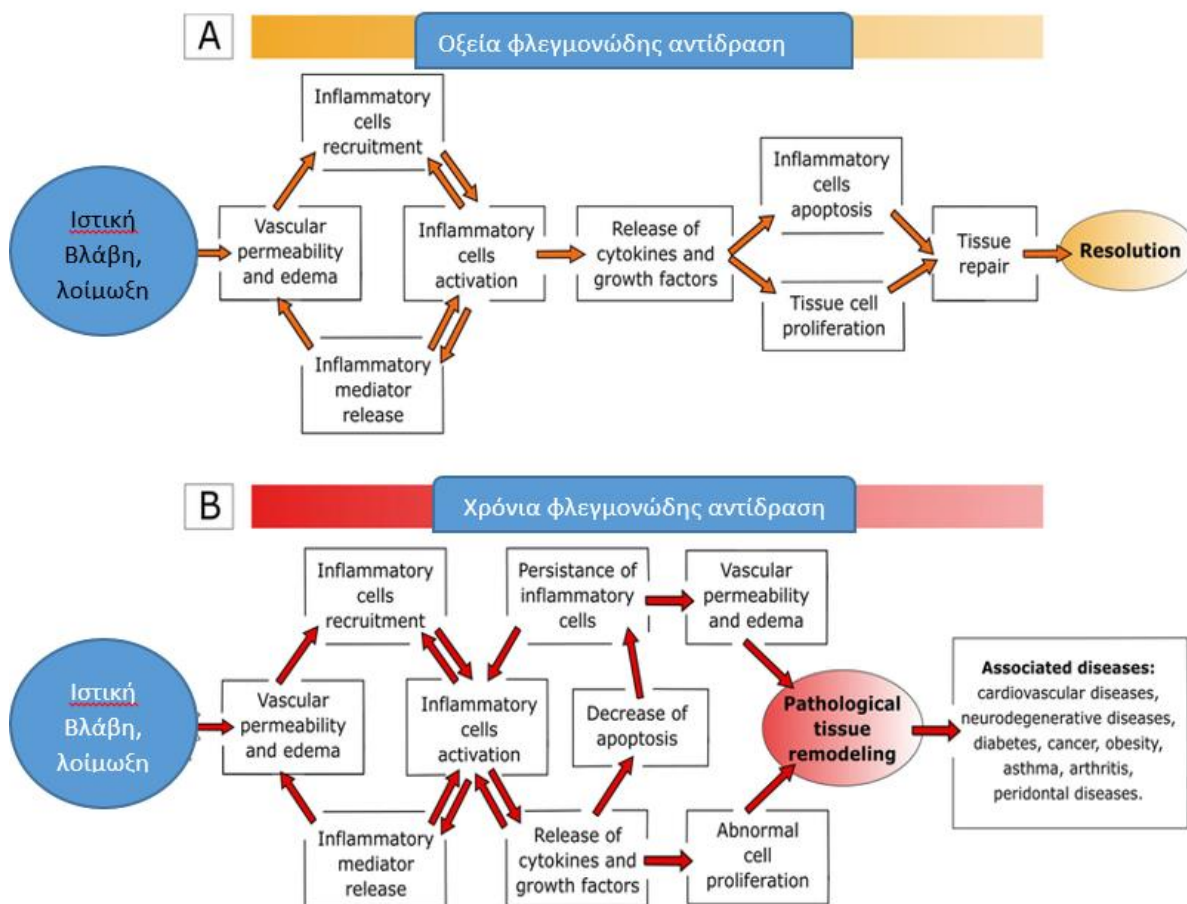 A
Οξεία φλεγμονώδης αντίδραση
Inflammatory
cells
recruitment
Ιστική
Βλάβη,
λοίμωξη
Vascular
permeability
and edema
Inflammatory
cells
activation
Inflammatory
mediator
release
Release of
cytokines and
growth factors
Inflammatory
cells
apoptosis
Tissue cell
proliferation
Tissue
repair
Resolution
B
Χρόνια φλεγμονώδης αντίδραση
Ιστική
Βλάβη,
λοίμωξη
Vascular
permeability
and edema
Inflammatory
cells
recruitment
Inflammatory
cells
activation
Inflammatory
mediator
release
Persistance of
inflammatory
cells
Decrease of
apoptosis
Release of
cytokines and
growth factors
Vascular
permeability
and edema
Abnormal
cell
proliferation
Pathological
tissue
remodeling
Associated diseases:
cardiovascular diseases,
neurodegenerative diseases,
diabetes, cancer, obesity,
asthma, arthritis,
peridontal diseases.